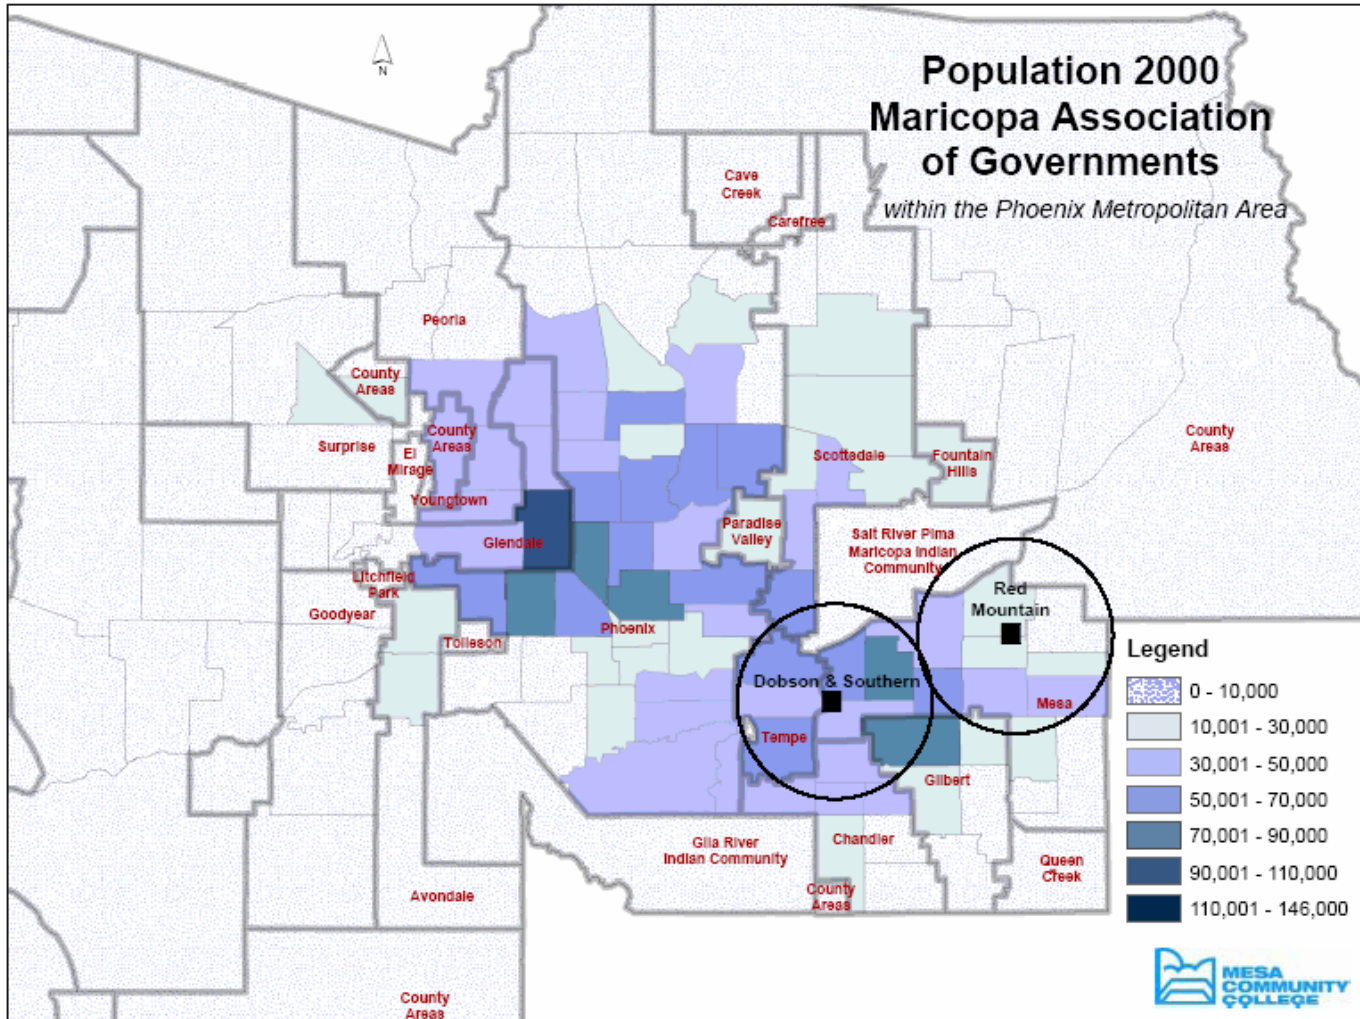 N
Population 2000
Maricopa Association
of Governments
within the Phoenix Metropolitan Area
Cave
Creek
Carefree
Peoria
County
Areas
Surprise
El
Mirage
County
Areas
Youngtown
Scottsdale
Fountain
Hills
County
Areas
Glendale
Paradise
Valley
Salt River Pima
Maricopa Indian
Community
Litchfield
Park
Goodyear
Tolleson
Phoenix
Red
Mountain
Dobson & Southern
Mesa
Tempe
Gilbert
Gila River
Indian Community
Chandler
County
Areas
Queen
Creek
Avondale
County
Areas
Legend
0 - 10,000
10,001 - 30,000
30,001 - 50,000
50,001 - 70,000
70,001 - 90,000
90,001 - 110,000
110,001 - 146,000
MESA
COMMUNITY
COLLEGE